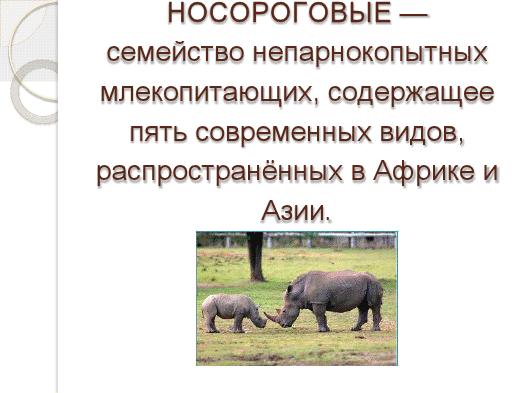 НОСОРОГОВЫЕ —
семейство непарнокопытных
млекопитающих, содержащее
пять современных видов,
распространённых в Африке и
Азии.